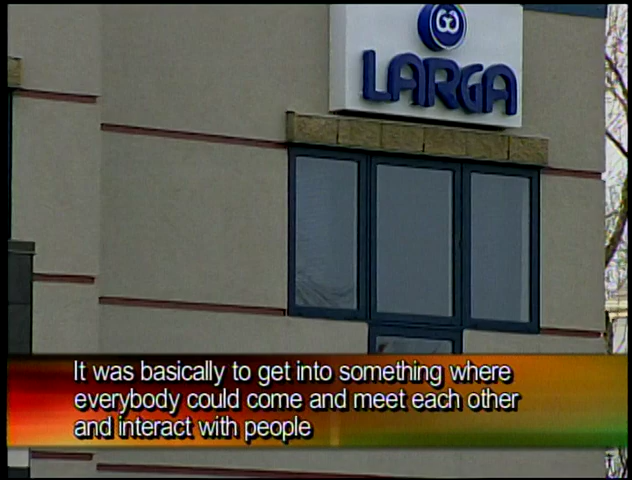 LARGA
It was basically to get into something where
everybody could come and meet each other
and interact with people